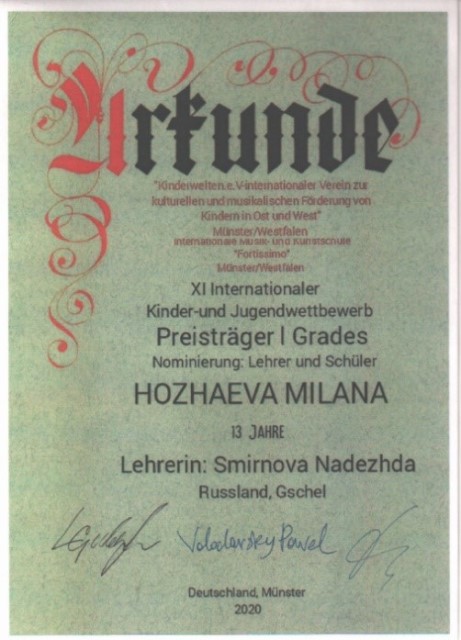 Urkunde
"Kinderwelten.e.V-internationaler Verein zur
kulturellen und musikalischen Förderung von
Kindern in Ost und West"
Münster/Westfalen
Internationale Musik- und Kunstschule
"Fortissimo"
Münster/Westfalen
XI Internationaler
Kinder-und Jugendwettbewerb
Preisträger I Grades
Nominierung: Lehrer und Schüler
HOZHAEVA MILANA
13 JAHRE
Lehrerin: Smirnova Nadezhda
Russland, Gschel
Volodarsky Pavel
Deutschland, Münster
2020